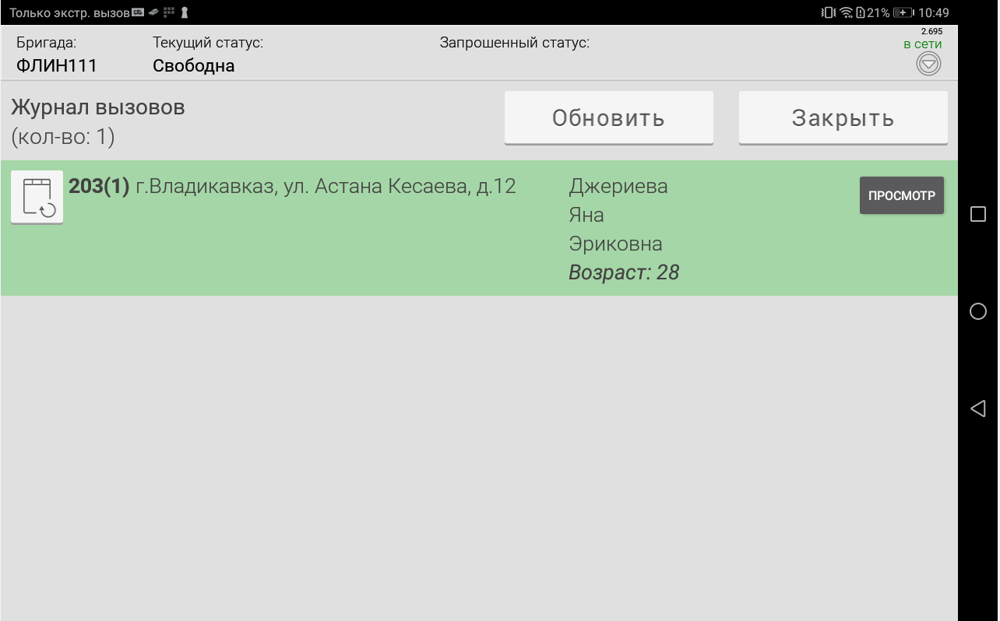 Только экстр. вызов 21% 10:49
2.695
Бригада: Текущий статус: Запрошенный статус: в сети
ФЛИН111 Свободна
Журнал вызовов Обновить Закрыть
(кол-во: 1)
203(1) г.Владикавказ, ул. Астана Кесаева, д.12 Джериева ПРОСМОТР
Яна
Эриковна
Возраст: 28